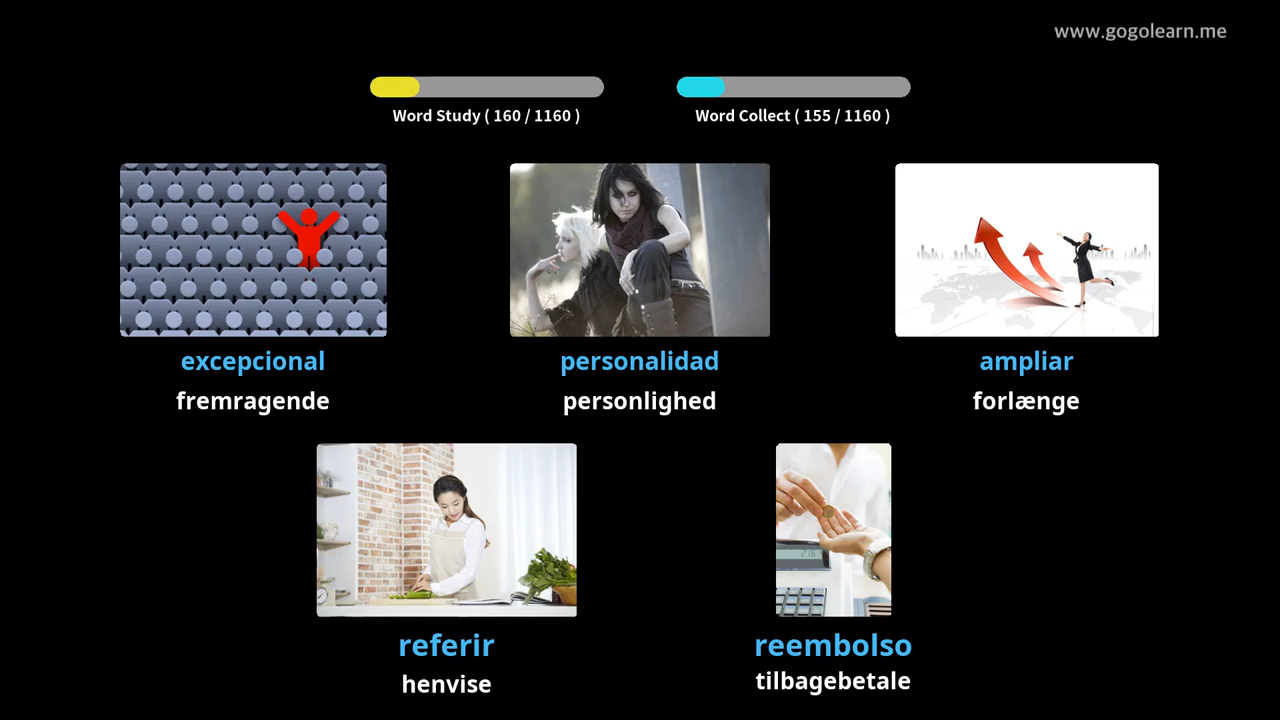 www.gogolearn.me
Word Study ( 160 / 1160 )
Word Collect ( 155 / 1160 )
excepcional
fremragende
personalidad
personlighed
ampliar
forlænge
referir
henvise
reembolso
tilbagebetale